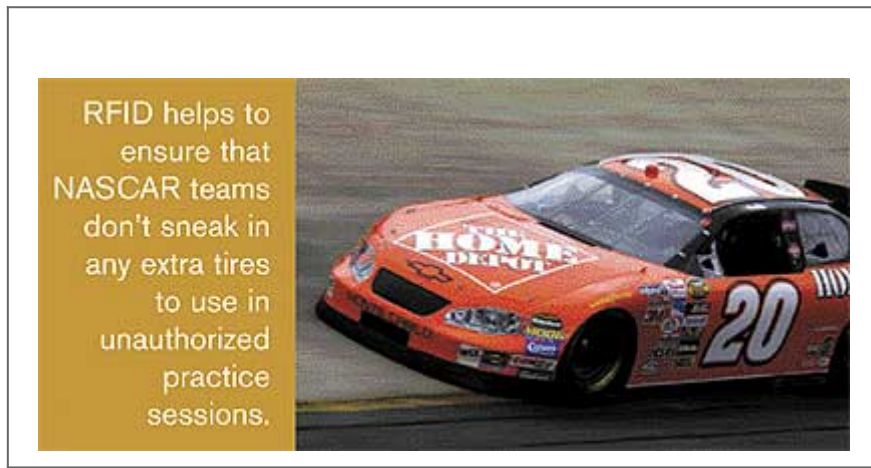 RFID helps to
ensure that
NASCAR teams
don't sneak in
any extra tires
to use in
unauthorized
practice
sessions.
THE
HOME
DEPOT
20